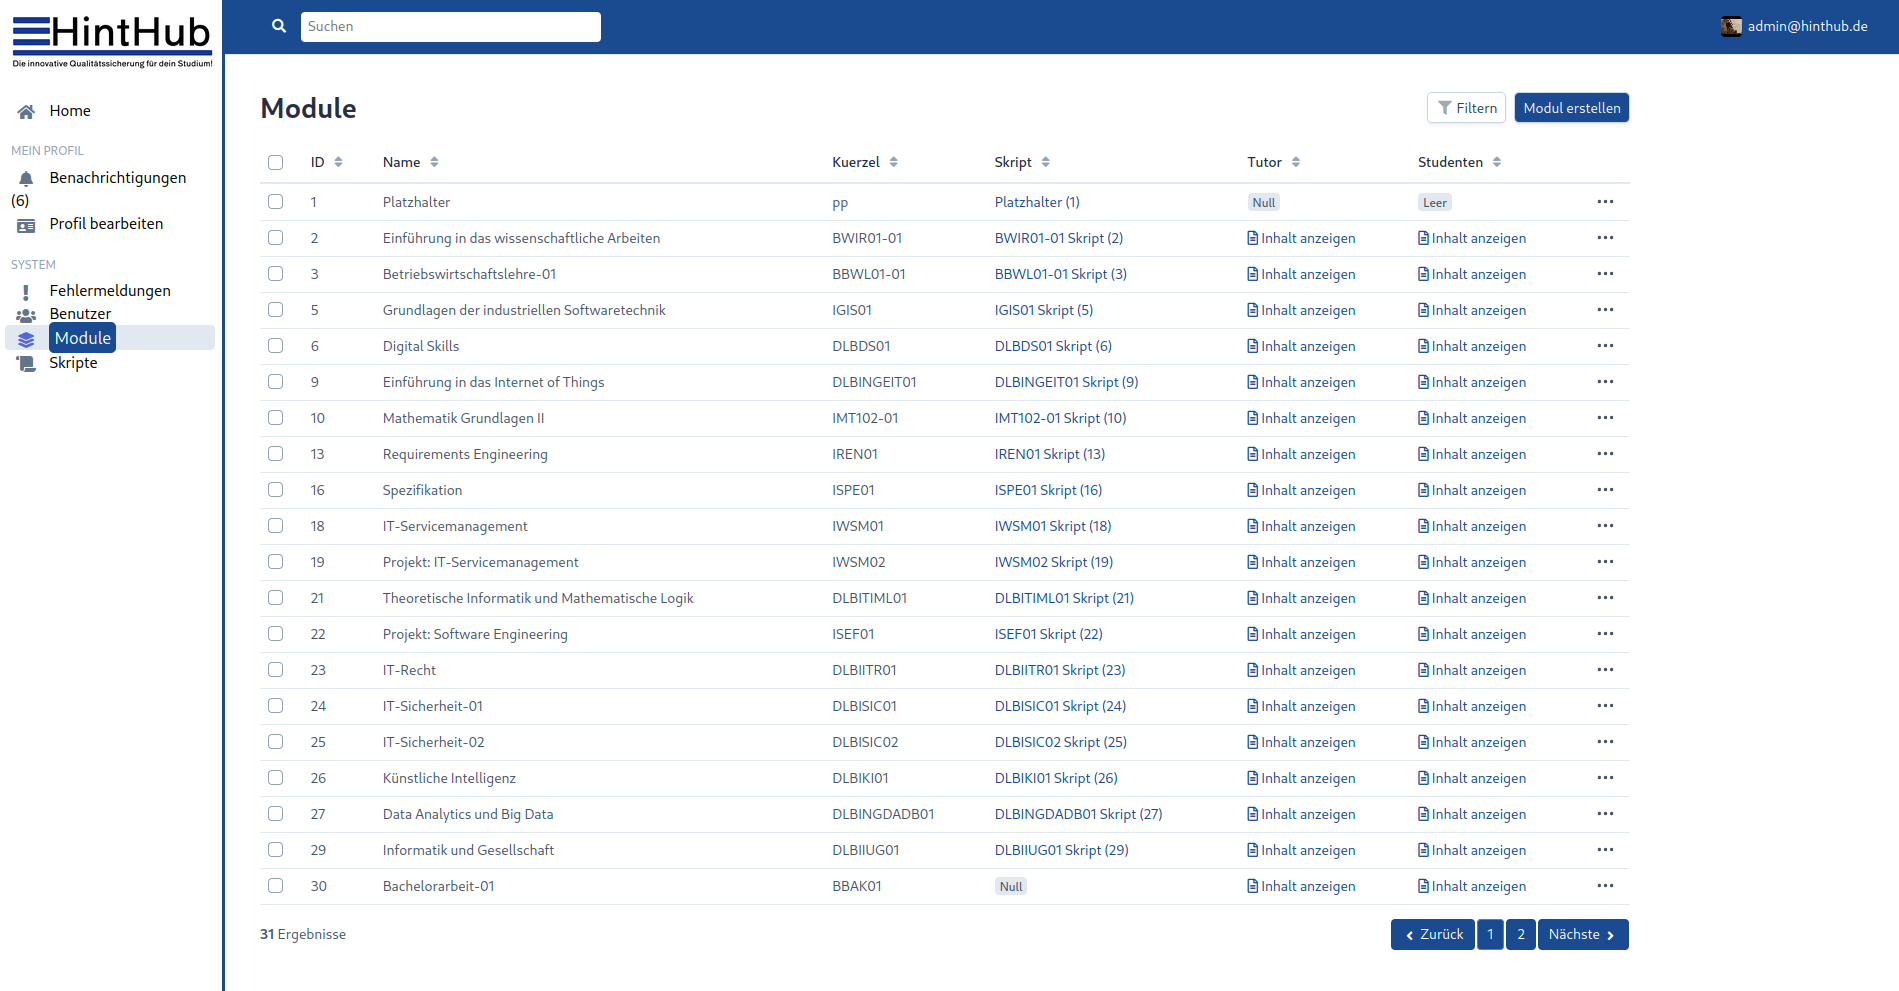 HintHub
Die innovative Qualitätssicherung für dein Studium!
Suchen
admin@hinthub.de
Home
MEIN PROFIL
Benachrichtigungen
(6)
Profil bearbeiten
SYSTEM
Fehlermeldungen
Benutzer
Module
Skripte
Module
Filtern
Modul erstellen
ID Name Kuerzel Skript Tutor Studenten
1 Platzhalter pp Platzhalter (1) Null Leer
2 Einführung in das wissenschaftliche Arbeiten BWIR01-01 BWIR01-01 Skript (2) Inhalt anzeigen Inhalt anzeigen
3 Betriebswirtschaftslehre-01 BBWL01-01 BBWL01-01 Skript (3) Inhalt anzeigen Inhalt anzeigen
5 Grundlagen der industriellen Softwaretechnik IGIS01 IGIS01 Skript (5) Inhalt anzeigen Inhalt anzeigen
6 Digital Skills DLBDS01 DLBDS01 Skript (6) Inhalt anzeigen Inhalt anzeigen
9 Einführung in das Internet of Things DLBINGEIT01 DLBINGEIT01 Skript (9) Inhalt anzeigen Inhalt anzeigen
10 Mathematik Grundlagen II IMT102-01 IMT102-01 Skript (10) Inhalt anzeigen Inhalt anzeigen
13 Requirements Engineering IREN01 IREN01 Skript (13) Inhalt anzeigen Inhalt anzeigen
16 Spezifikation ISPE01 ISPE01 Skript (16) Inhalt anzeigen Inhalt anzeigen
18 IT-Servicemanagement IWSM01 IWSM01 Skript (18) Inhalt anzeigen Inhalt anzeigen
19 Projekt: IT-Servicemanagement IWSM02 IWSM02 Skript (19) Inhalt anzeigen Inhalt anzeigen
21 Theoretische Informatik und Mathematische Logik DLBITIML01 DLBITIML01 Skript (21) Inhalt anzeigen Inhalt anzeigen
22 Projekt: Software Engineering ISEF01 ISEF01 Skript (22) Inhalt anzeigen Inhalt anzeigen
23 IT-Recht DLBIITR01 DLBIITR01 Skript (23) Inhalt anzeigen Inhalt anzeigen
24 IT-Sicherheit-01 DLBISIC01 DLBISIC01 Skript (24) Inhalt anzeigen Inhalt anzeigen
25 IT-Sicherheit-02 DLBISIC02 DLBISIC02 Skript (25) Inhalt anzeigen Inhalt anzeigen
26 Künstliche Intelligenz DLBIKI01 DLBIKI01 Skript (26) Inhalt anzeigen Inhalt anzeigen
27 Data Analytics und Big Data DLBINGDADB01 DLBINGDADB01 Skript (27) Inhalt anzeigen Inhalt anzeigen
29 Informatik und Gesellschaft DLBIIUG01 DLBIIUG01 Skript (29) Inhalt anzeigen Inhalt anzeigen
30 Bachelorarbeit-01 BBAK01 Null Inhalt anzeigen Inhalt anzeigen
31 Ergebnisse
Zurück 1 2 Nächste